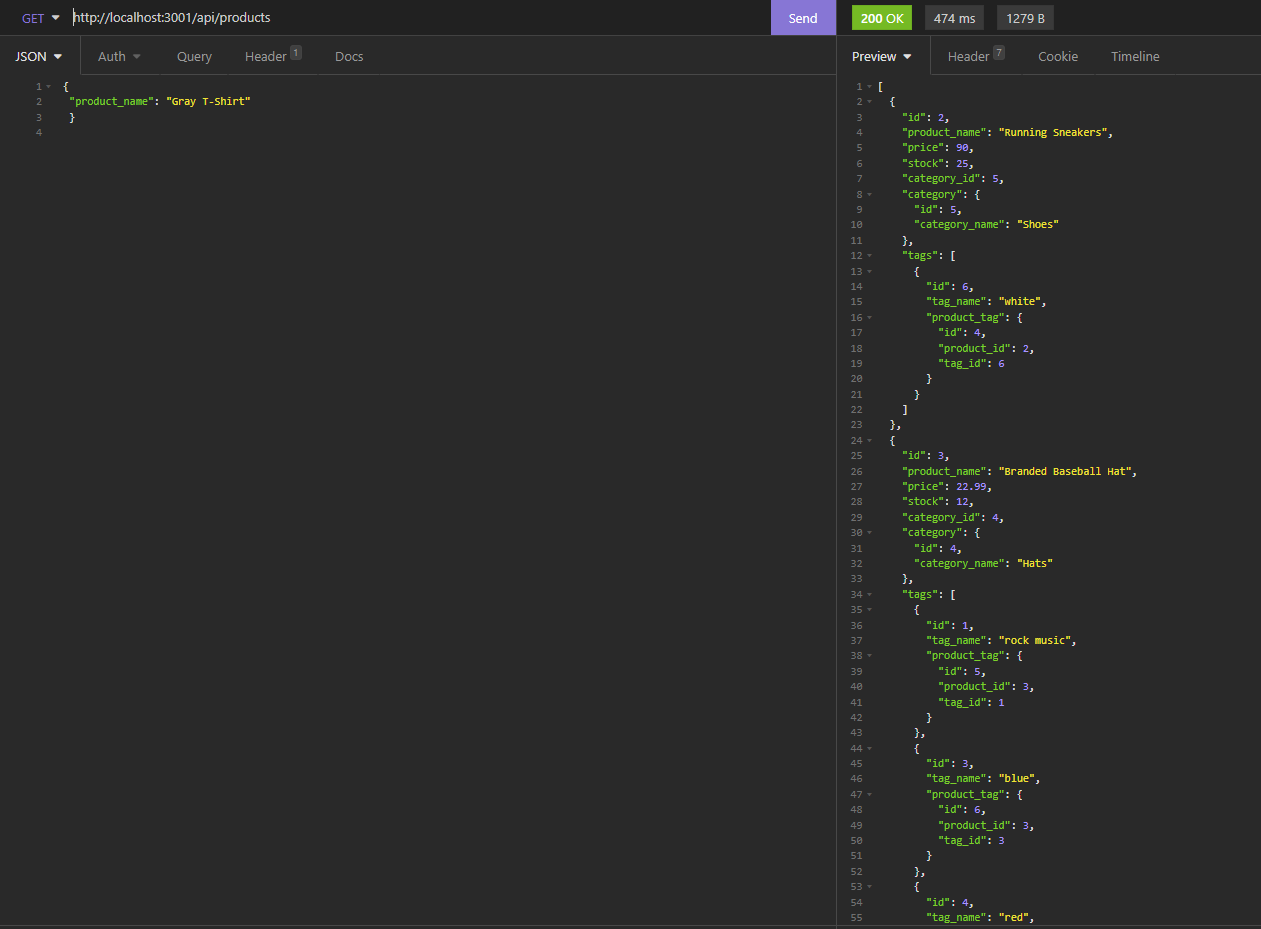 GET http://localhost:3001/api/products Send 200 OK 474 ms 1279 B
JSON Auth Query Header 1 Docs
1 {
2 "product_name": "Gray T-Shirt"
3 }
4
Preview Header 7 Cookie Timeline
1 [
2 {
3 "id": 2,
4 "product_name": "Running Sneakers",
5 "price": 90,
6 "stock": 25,
7 "category_id": 5,
8 "category": {
9 "id": 5,
10 "category_name": "Shoes"
11 },
12 "tags": [
13 {
14 "id": 6,
15 "tag_name": "white",
16 "product_tag": {
17 "id": 4,
18 "product_id": 2,
19 "tag_id": 6
20 }
21 }
22 ]
23 },
24 {
25 "id": 3,
26 "product_name": "Branded Baseball Hat",
27 "price": 22.99,
28 "stock": 12,
29 "category_id": 4,
30 "category": {
31 "id": 4,
32 "category_name": "Hats"
33 },
34 "tags": [
35 {
36 "id": 1,
37 "tag_name": "rock music",
38 "product_tag": {
39 "id": 5,
40 "product_id": 3,
41 "tag_id": 1
42 }
43 },
44 {
45 "id": 3,
46 "tag_name": "blue",
47 "product_tag": {
48 "id": 6,
49 "product_id": 3,
50 "tag_id": 3
51 }
52 },
53 {
54 "id": 4,
55 "tag_name": "red",